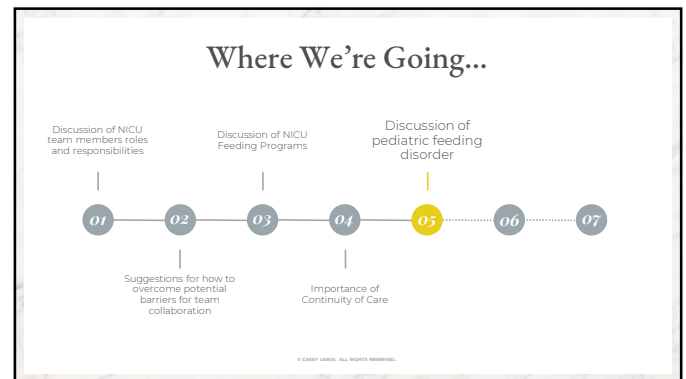 Where We're Going...
Discussion of NICU
team members roles
and responsibilities
Discussion of NICU
Feeding Programs
Discussion of
pediatric feeding
disorder
01
02
03
04
05
06
07
Suggestions for how to
overcome potential
barriers for team
collaboration
Importance of
Continuity of Care
© CASEY LEWIS. ALL RIGHTS RESERVED.